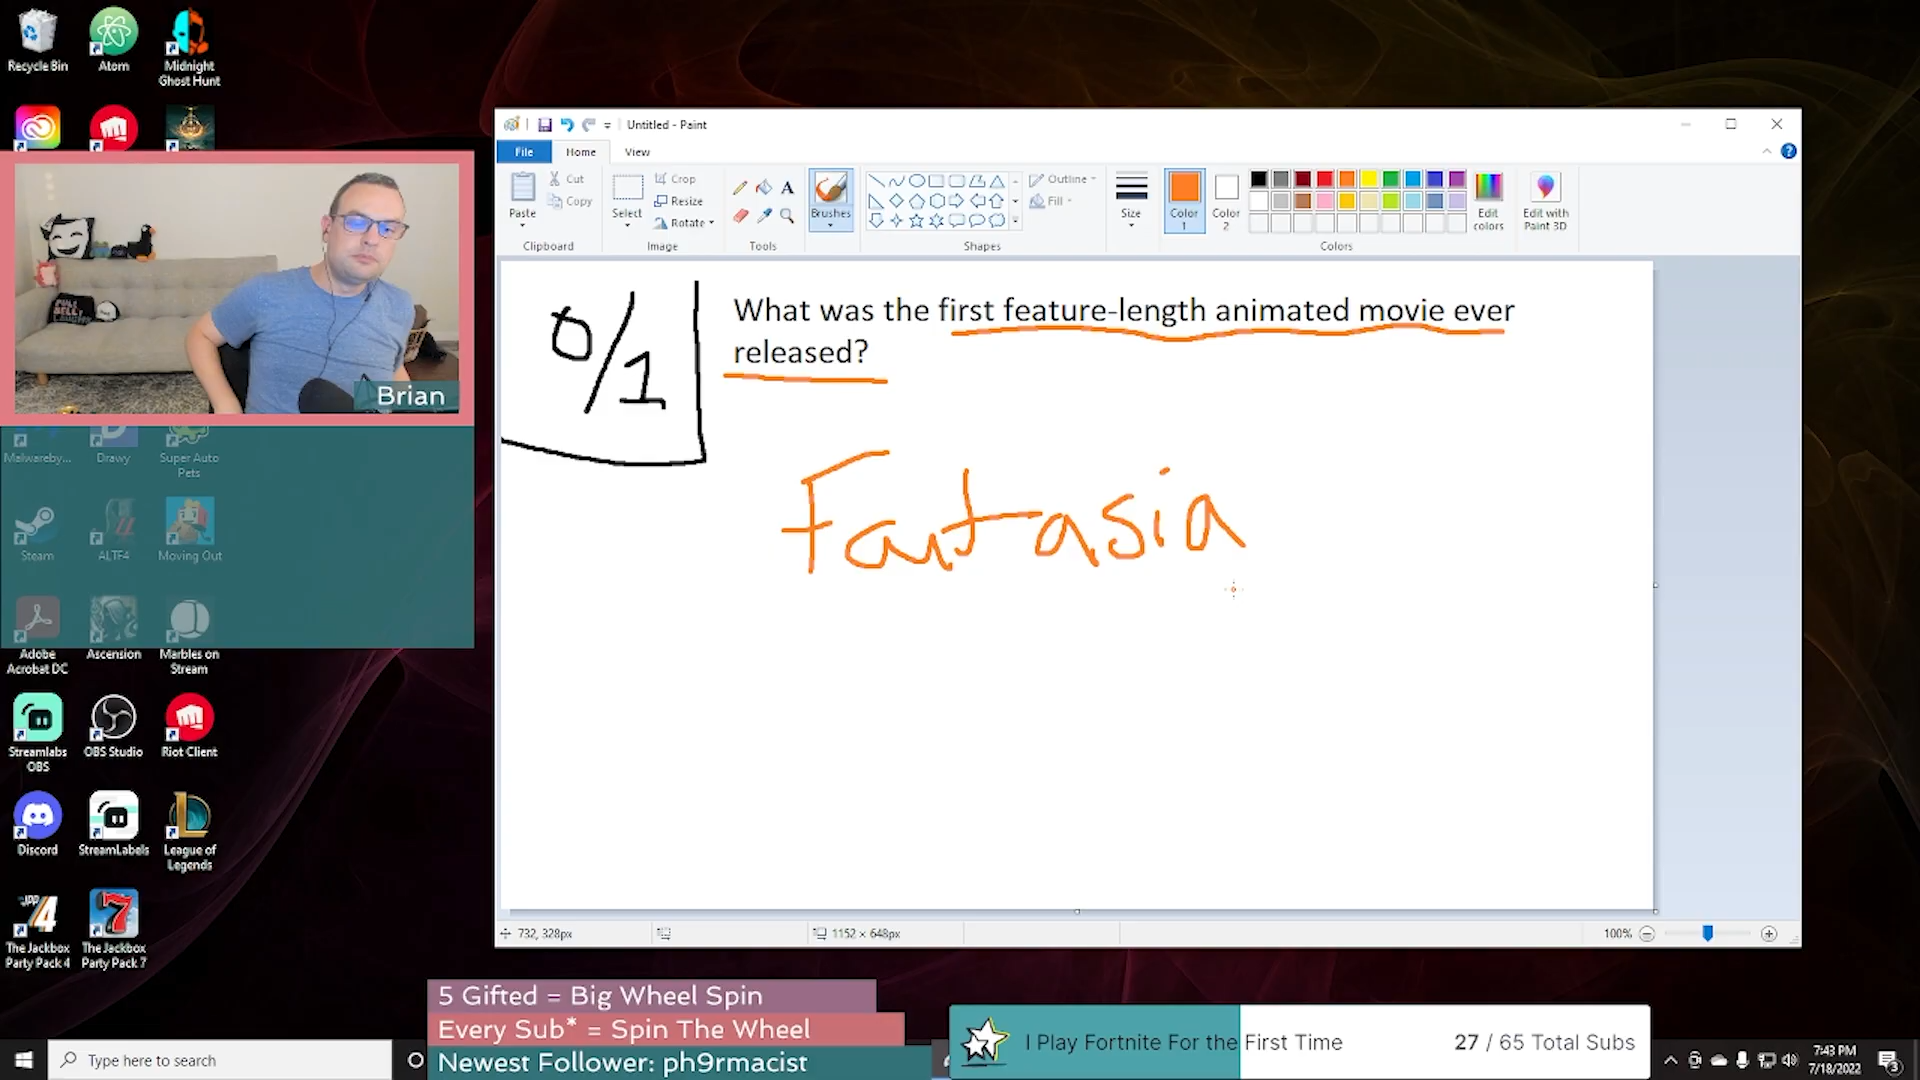 Recycle Bin
Atom
Midnight
Ghost Hunt
Brian
Malwareby...
Drawy
Super Auto
Pets
Steam
ALTF4
Moving Out
Adobe
Acrobat DC
Ascension
Marbles on
Stream
Streamlabs
OBS
OBS Studio
Riot Client
Discord
StreamLabels
League of
Legends
The Jackbox
Party Pack 4
The Jackbox
Party Pack 7
Untitled - Paint
File
Home
View
Paste
Cut
Copy
Clipboard
Select
Crop
Resize
Rotate
Image
A
Tools
Brushes
Shapes
Outline
Fill
Size
Color
1
Color
2
Edit
colors
Edit with
Paint 3D
Colors
0/1
What was the first feature-length animated movie ever
released?
Fantasia
732, 328px
1152 × 648px
100%
5 Gifted = Big Wheel Spin
Every Sub* = Spin The Wheel
Newest Follower: ph9rmacist
I Play Fortnite For the First Time
27 / 65 Total Subs
Type here to search
7:43 PM
7/18/2022
3